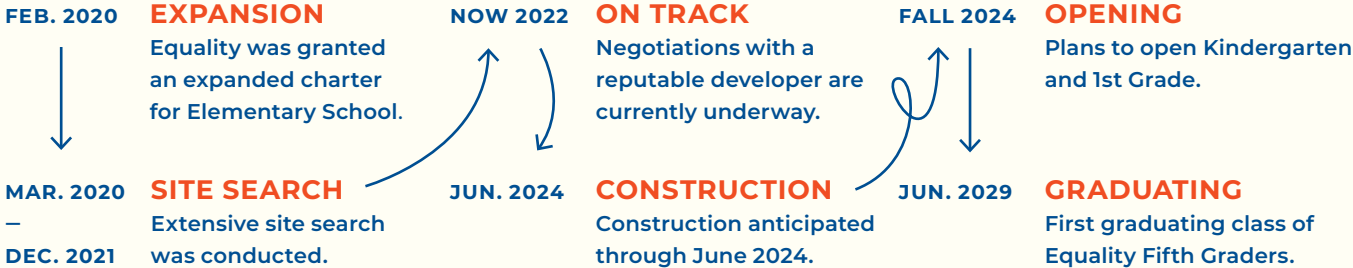 FEB. 2020
EXPANSION
Equality was granted
an expanded charter
for Elementary School.
MAR. 2020
–
DEC. 2021
SITE SEARCH
Extensive site search
was conducted.
NOW 2022
ON TRACK
Negotiations with a
reputable developer are
currently underway.
JUN. 2024
CONSTRUCTION
Construction anticipated
through June 2024.
FALL 2024
OPENING
Plans to open Kindergarten
and 1st Grade.
JUN. 2029
GRADUATING
First graduating class of
Equality Fifth Graders.